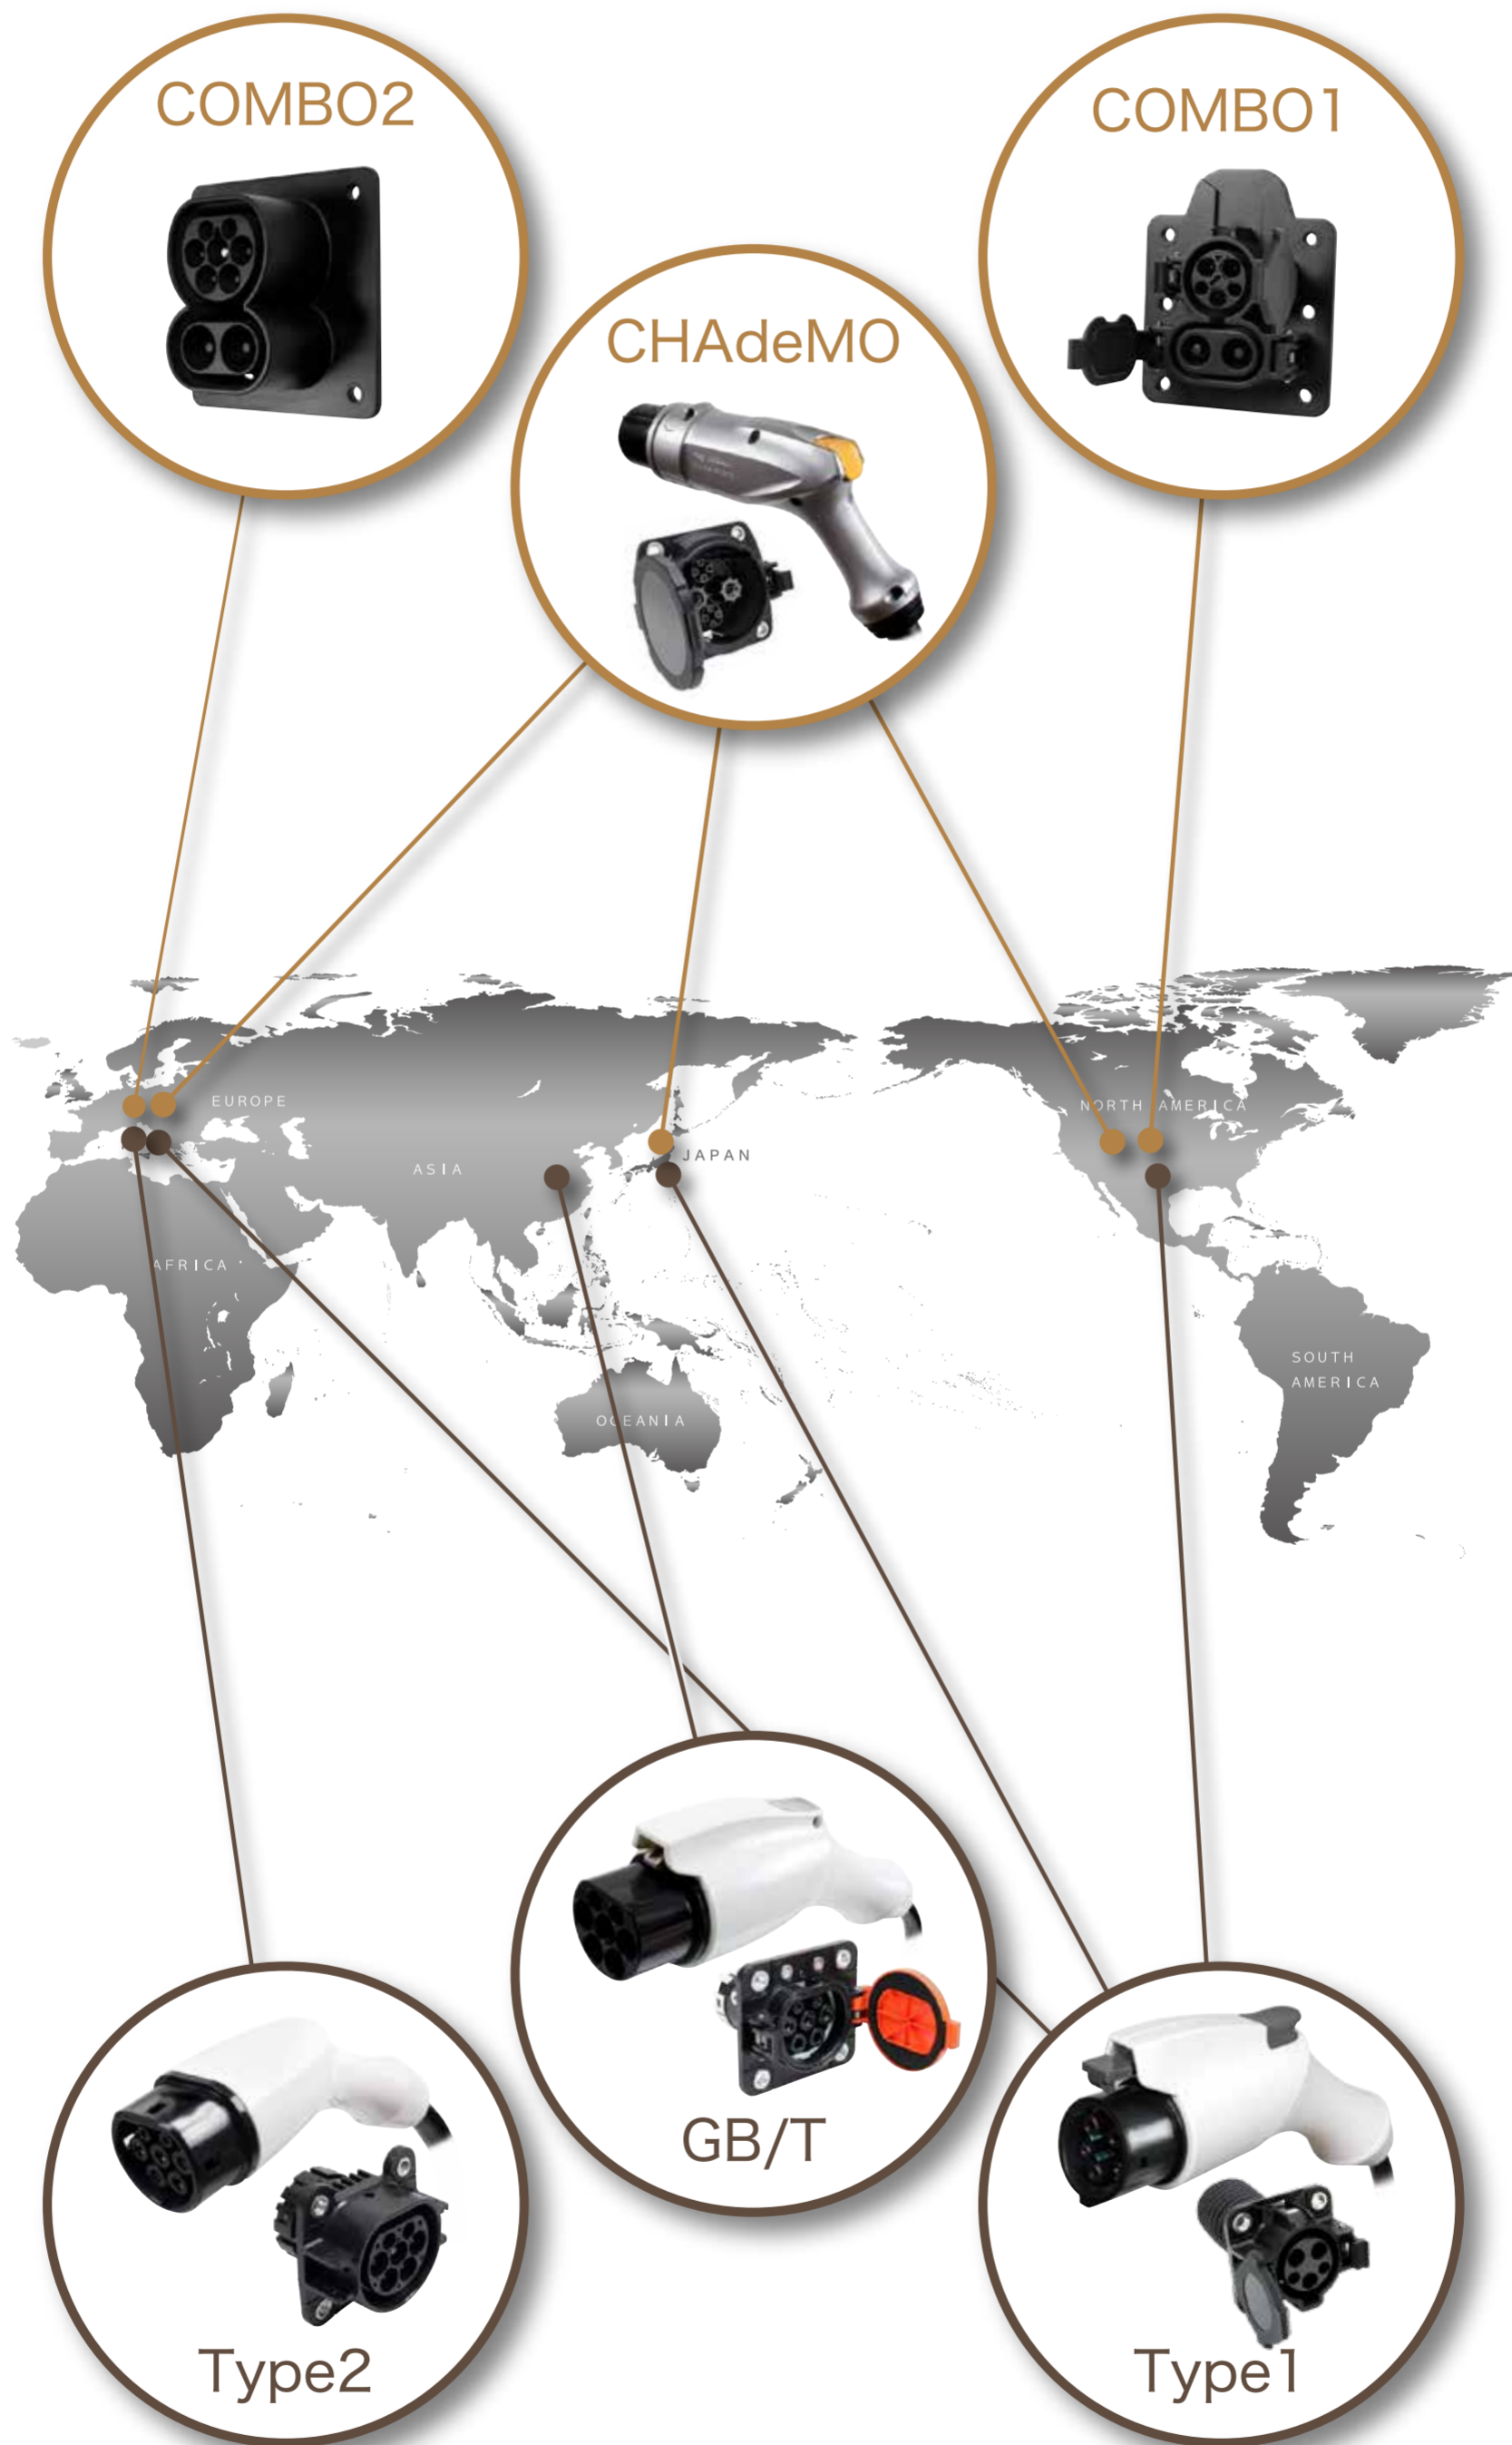 COMBO2
COMBO1
CHAdeMO
EUROPE
NORTH AMERICA
JAPAN
ASIA
AFRICA
SOUTH
AMERICA
OCEANIA
GB/T
Type2
Type1